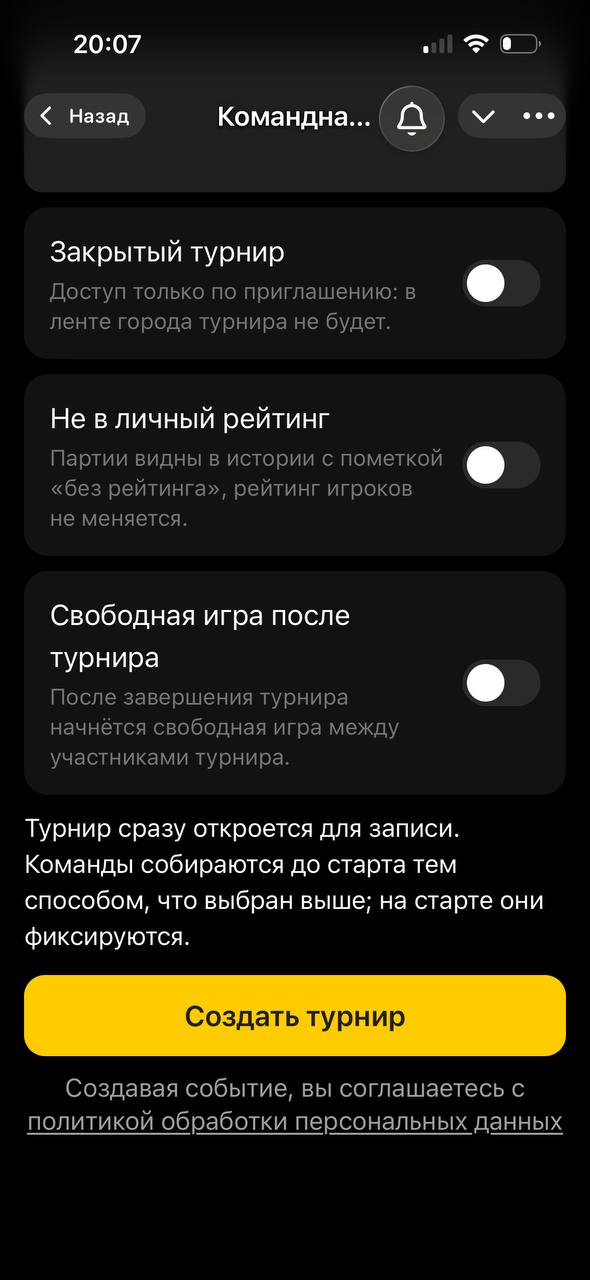 20:07
Назад
Командна...
Закрытый турнир
Доступ только по приглашению: в
ленте города турнира не будет.
Не в личный рейтинг
Партии видны в истории с пометкой
«без рейтинга», рейтинг игроков
не меняется.
Свободная игра после
турнира
После завершения турнира
начнётся свободная игра между
участниками турнира.
Турнир сразу откроется для записи.
Команды собираются до старта тем
способом, что выбран выше; на старте они
фиксируются.
Создать турнир
Создавая событие, вы соглашаетесь с
политикой обработки персональных данных